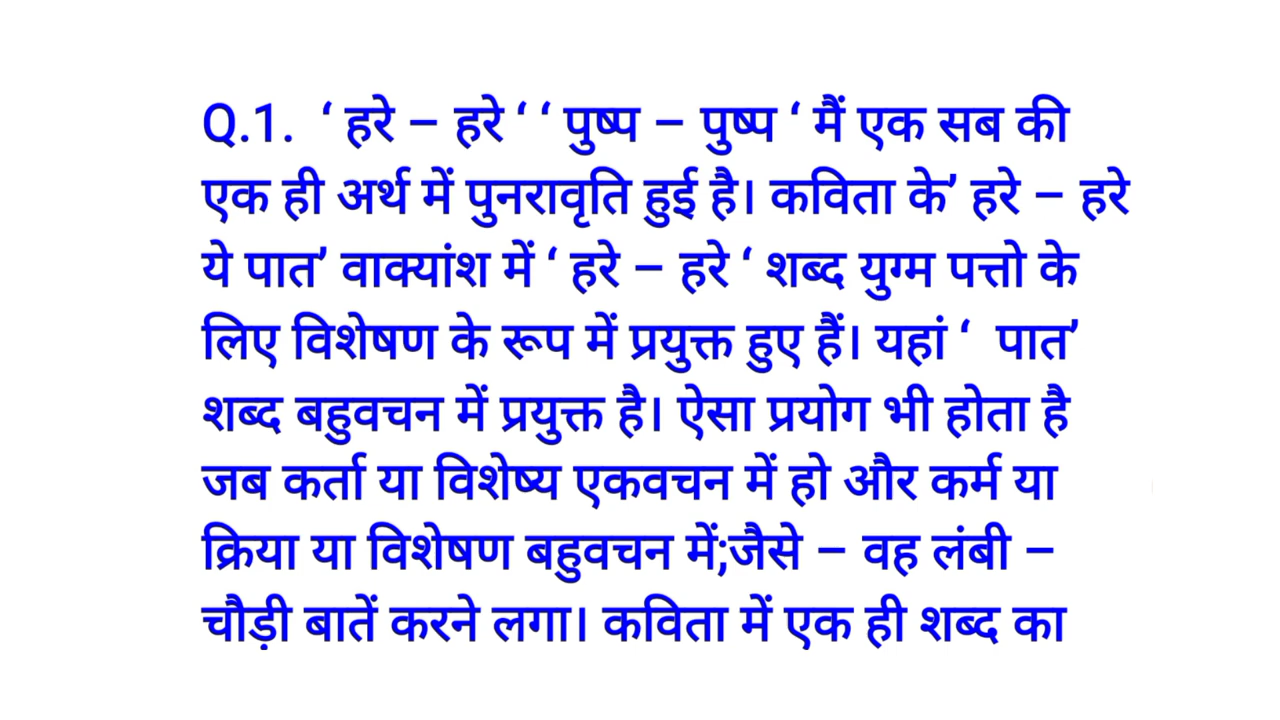 Q.1. ‘ हरे – हरे ‘ ‘ पुष्प – पुष्प ‘ मैं एक सब की
एक ही अर्थ में पुनरावृति हुई है। कविता के’ हरे – हरे
ये पात’ वाक्यांश में ‘ हरे – हरे ‘ शब्द युग्म पत्तो के
लिए विशेषण के रूप में प्रयुक्त हुए हैं। यहां ‘ पात’
शब्द बहुवचन में प्रयुक्त है। ऐसा प्रयोग भी होता है
जब कर्ता या विशेष्य एकवचन में हो और कर्म या
क्रिया या विशेषण बहुवचन में;जैसे – वह लंबी –
चौड़ी बातें करने लगा। कविता में एक ही शब्द का